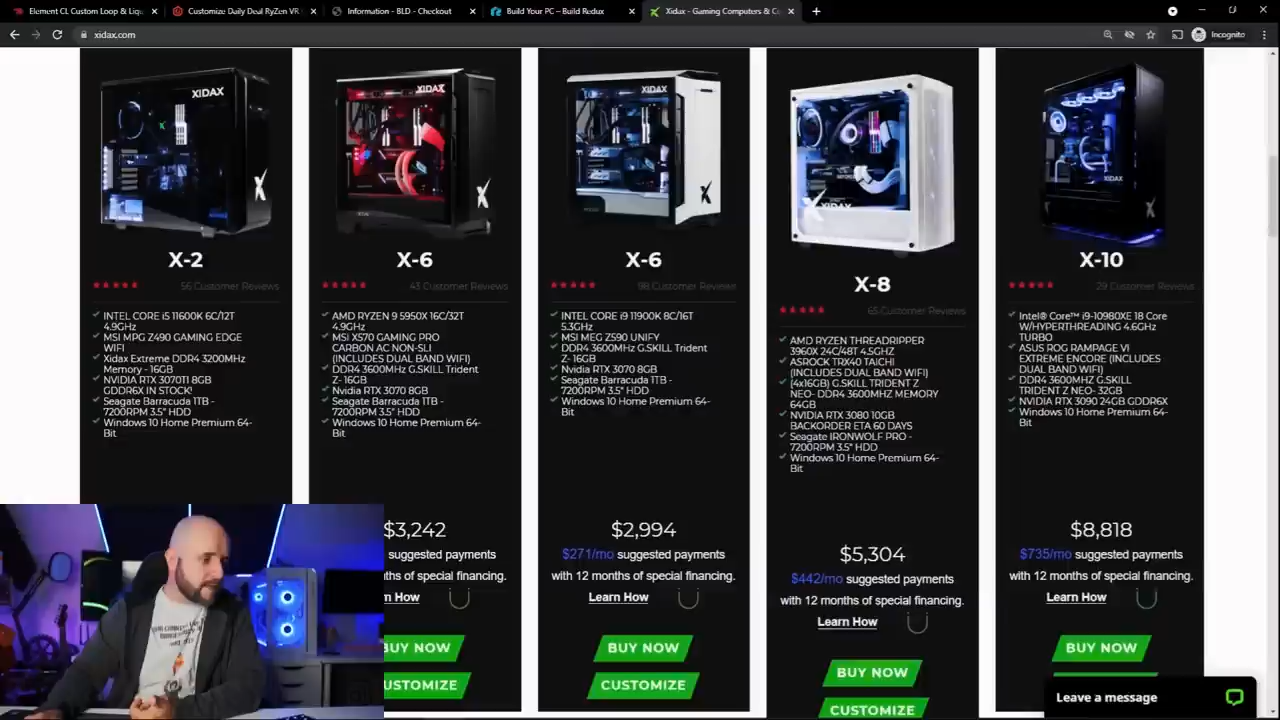 Element CL Custom Loop & Liqu
Customize Daily Deal RyZEN VR
Information - BLD - Checkout
Build Your PC – Build Redux
Xidax - Gaming Computers & Cu
xidax.com
Incognito
XIDAX
X-2
56 Customer Reviews
INTEL CORE i5 11600K 6C/12T
4.9GHz
MSI MPG Z490 GAMING EDGE
WIFI
Xidax Extreme DDR4 3200MHz
Memory - 16GB
NVIDIA RTX 3070TI 8GB
GDDR6X IN STOCK!
Seagate Barracuda 1TB -
7200RPM 3.5" HDD
Windows 10 Home Premium 64-
Bit
XIDAX
X-6
43 Customer Reviews
AMD RYZEN 9 5950X 16C/32T
4.9GHz
MSI X570 GAMING PRO
CARBON AC NON-SLI
(INCLUDES DUAL BAND WIFI)
DDR4 3600MHz G.SKILL Trident
Z- 16GB
Nvidia RTX 3070 8GB
Seagate Barracuda 1TB -
7200RPM 3.5" HDD
Windows 10 Home Premium 64-
Bit
$3,242
suggested payments
ths of special financing.
rn How
BUY NOW
USTOMIZE
XIDAX
X-6
98 Customer Reviews
INTEL CORE i9 11900K 8C/16T
5.3GHz
MSI MEG Z590 UNIFY
DDR4 3600MHz G.SKILL Trident
Z- 16GB
Nvidia RTX 3070 8GB
Seagate Barracuda 1TB -
7200RPM 3.5" HDD
Windows 10 Home Premium 64-
Bit
$2,994
$271/mo suggested payments
with 12 months of special financing.
Learn How
BUY NOW
CUSTOMIZE
XIDAX
X-8
65 Customer Reviews
AMD RYZEN THREADRIPPER
3960X 24C/48T 4.5GHZ
ASROCK TRX40 TAICHI
(INCLUDES DUAL BAND WIFI)
(4x16GB) G.SKILL TRIDENT Z
NEO- DDR4 3600MHZ MEMORY
64GB
NVIDIA RTX 3080 10GB
BACKORDER ETA 60 DAYS
Seagate IRONWOLF PRO -
7200RPM 3.5" HDD
Windows 10 Home Premium 64-
Bit
$5,304
$442/mo suggested payments
with 12 months of special financing.
Learn How
BUY NOW
CUSTOMIZE
X-10
29 Customer Reviews
Intel® Core™ i9-10980XE 18 Core
W/HYPERTHREADING 4.6GHz
TURBO
ASUS ROG RAMPAGE VI
EXTREME ENCORE (INCLUDES
DUAL BAND WIFI)
DDR4 3600MHZ G.SKILL
TRIDENT Z NEO- 32GB
NVIDIA RTX 3090 24GB GDDR6X
Windows 10 Home Premium 64-
Bit
$8,818
$735/mo suggested payments
with 12 months of special financing.
Learn How
BUY NOW
Leave a message